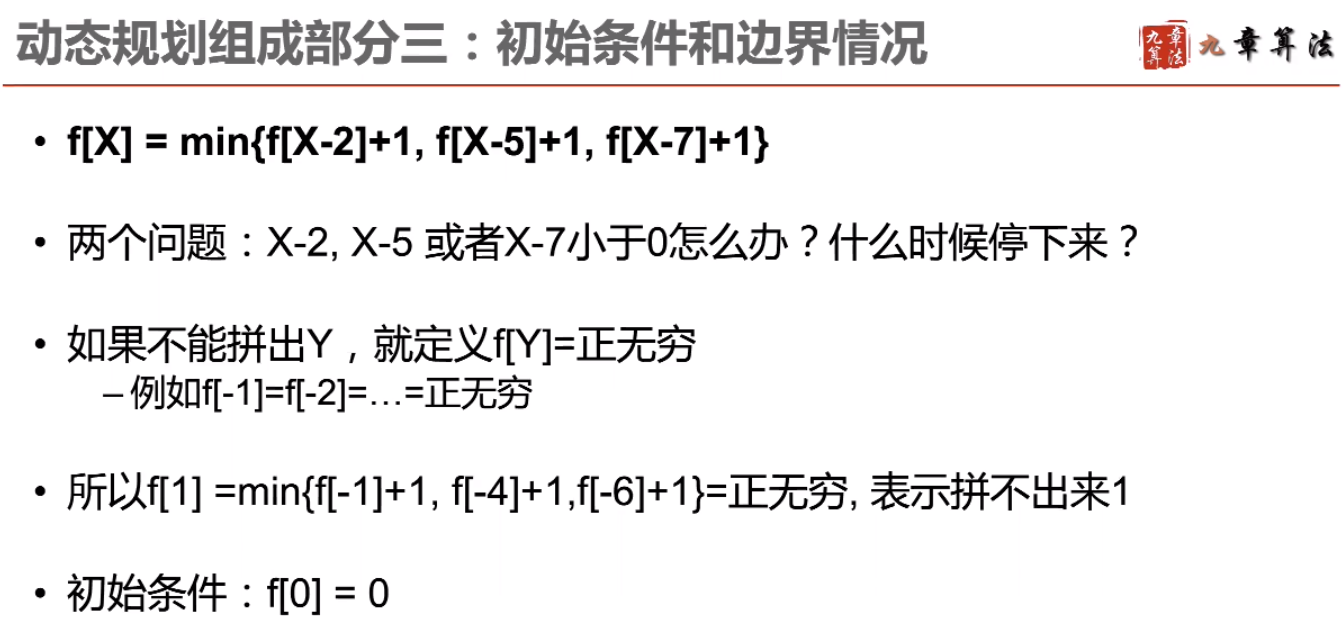 动态规划组成部分三：初始条件和边界情况
九章算法
九章算法
• f[X] = min{f[X-2]+1, f[X-5]+1, f[X-7]+1}
• 两个问题：X-2, X-5 或者X-7小于0怎么办？什么时候停下来？
• 如果不能拼出Y，就定义f[Y]=正无穷
– 例如f[-1]=f[-2]=…=正无穷
• 所以f[1] =min{f[-1]+1, f[-4]+1,f[-6]+1}=正无穷, 表示拼不出来1
• 初始条件：f[0] = 0